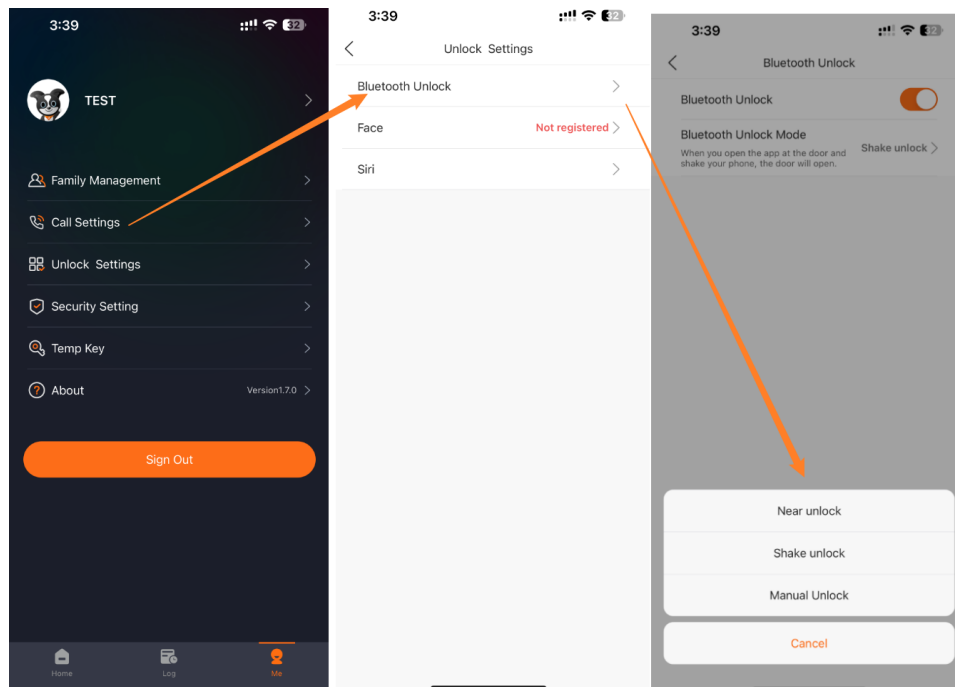 3:39
32
TEST
Family Management
Call Settings
Unlock Settings
Security Setting
Temp Key
About
Version1.7.0
Sign Out
Home
Log
Me
3:39
32
Unlock Settings
Bluetooth Unlock
Face
Not registered
Siri
3:39
32
Bluetooth Unlock
Bluetooth Unlock
Bluetooth Unlock Mode
When you open the app at the door and
shake your phone, the door will open.
Shake unlock
Near unlock
Shake unlock
Manual Unlock
Cancel